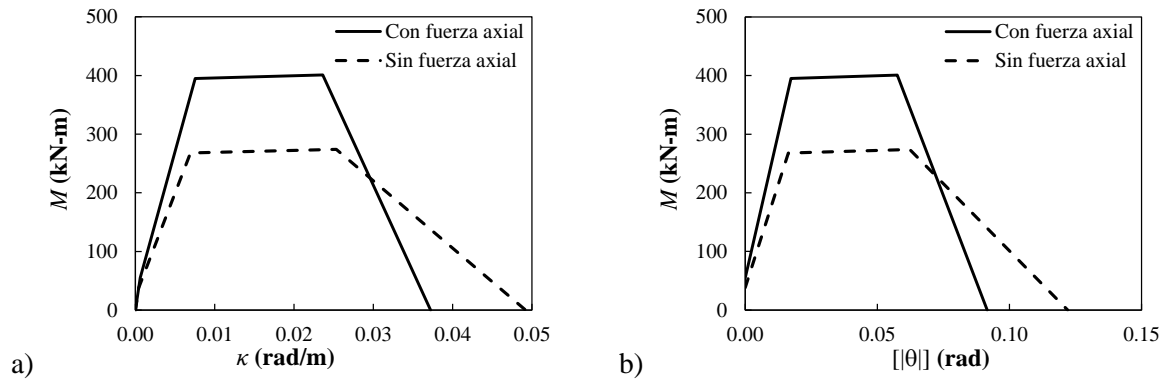 500
400
300
200
100
0
M (kN-m)
Con fuerza axial
Sin fuerza axial
0.00 0.01 0.02 0.03 0.04 0.05
a) κ (rad/m)
500
400
300
200
100
0
M (kN-m)
Con fuerza axial
Sin fuerza axial
0.00 0.05 0.10 0.15
b) [|θ|] (rad)